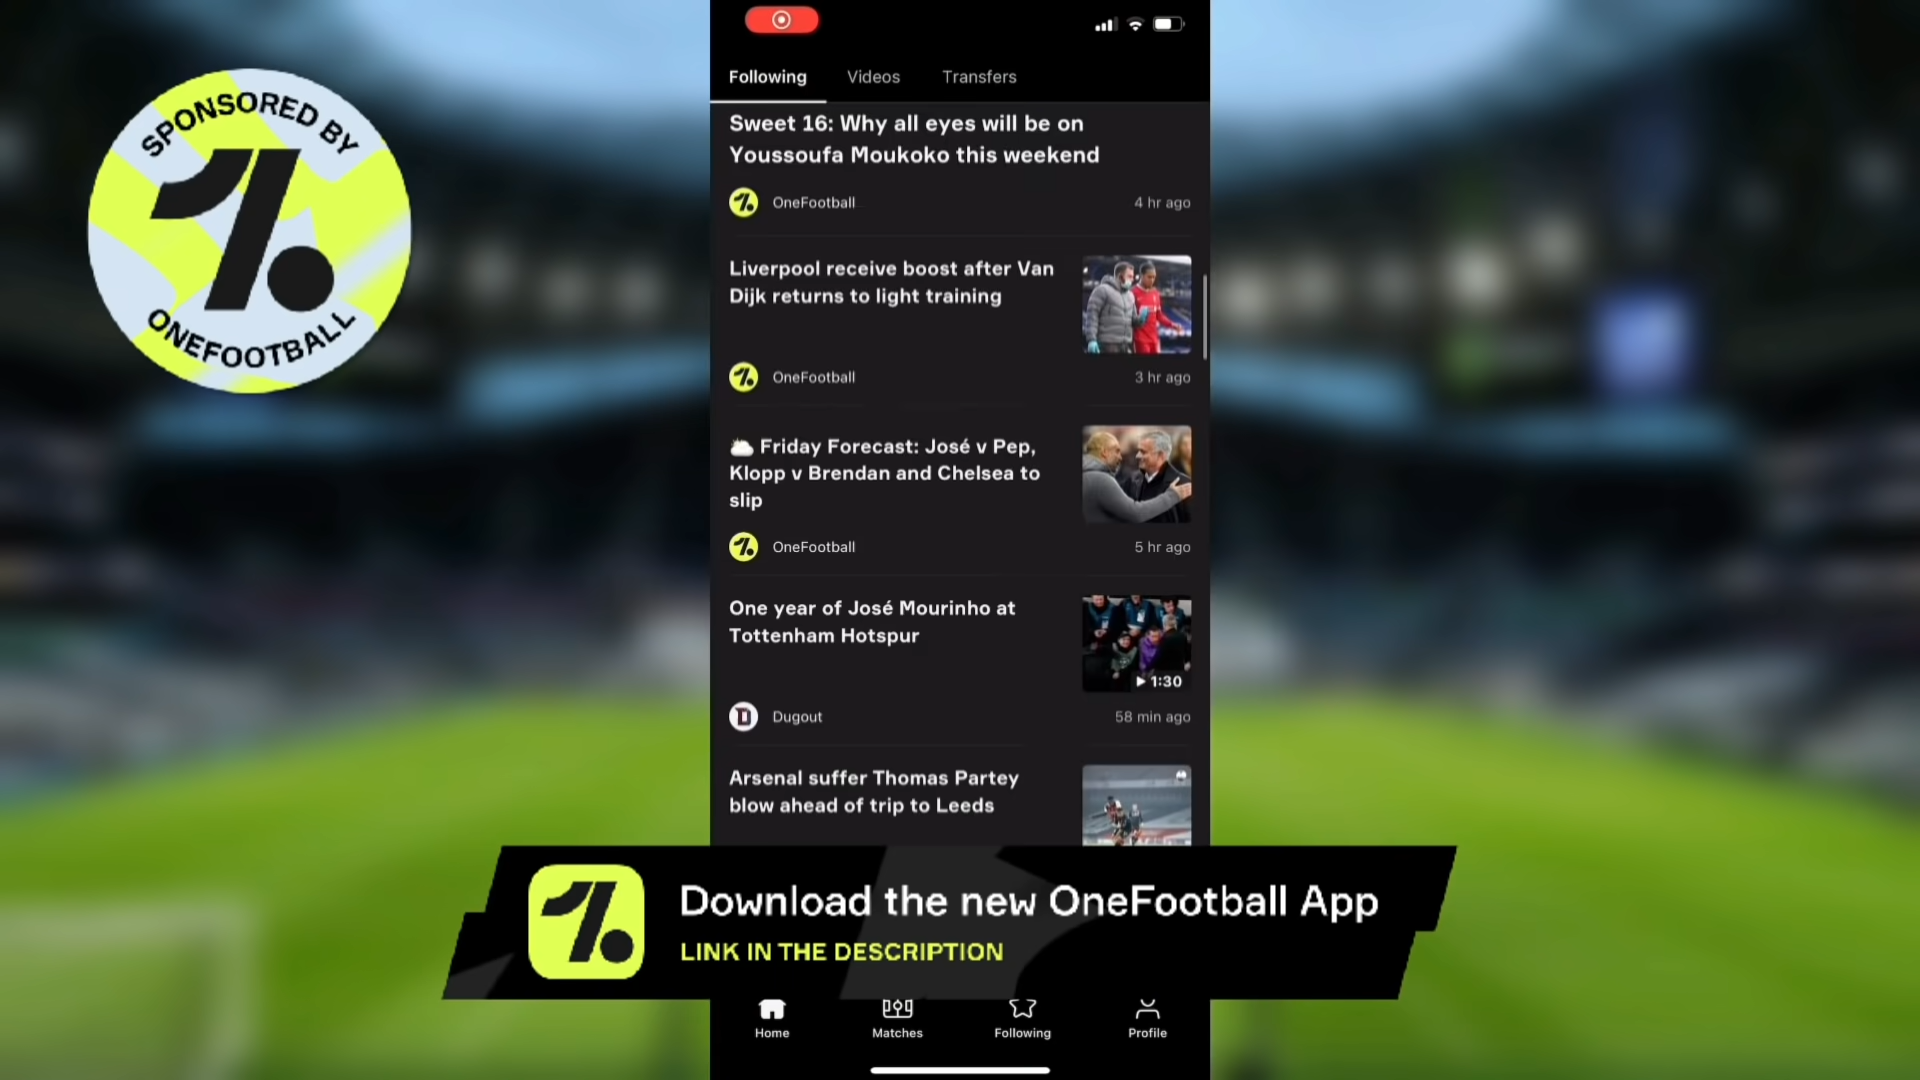 SPONSORED BY
ONEFOOTBALL
Following
Videos
Transfers
Sweet 16: Why all eyes will be on
Youssoufa Moukoko this weekend
OneFootball
4 hr ago
Liverpool receive boost after Van
Dijk returns to light training
OneFootball
3 hr ago
Friday Forecast: José v Pep,
Klopp v Brendan and Chelsea to
slip
OneFootball
5 hr ago
One year of José Mourinho at
Tottenham Hotspur
1:30
Dugout
58 min ago
Arsenal suffer Thomas Partey
blow ahead of trip to Leeds
Download the new OneFootball App
LINK IN THE DESCRIPTION
Home
Matches
Following
Profile